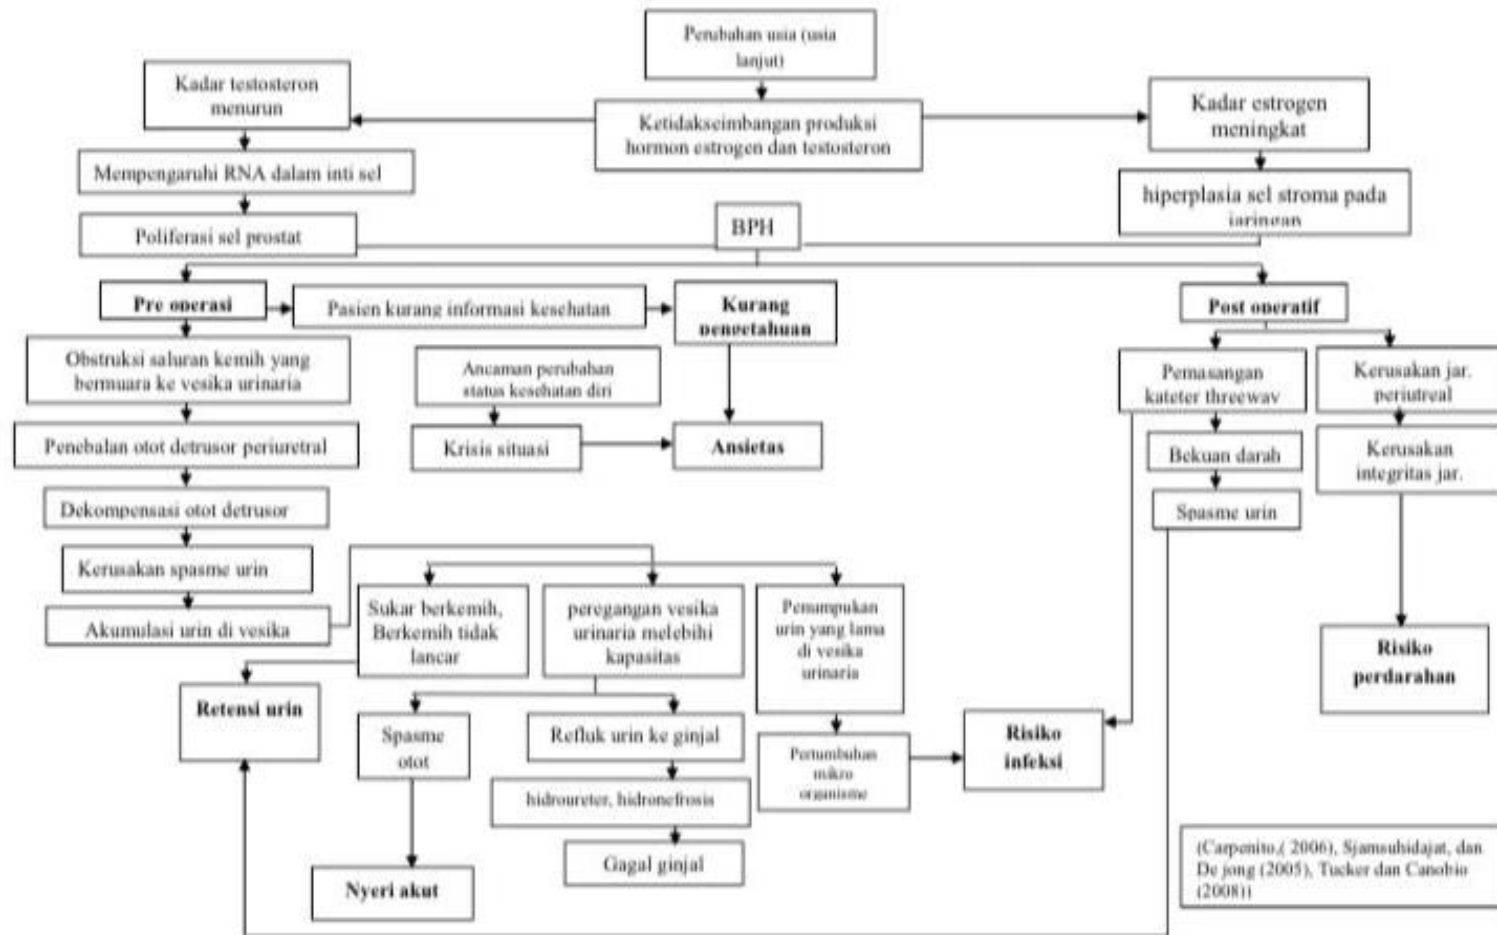 Perubahan usia (usia
lanjut)
Kadar testosteron
menurun
Ketidakseimbangan produksi
hormon estrogen dan testosteron
Kadar estrogen
meningkat
Mempengaruhi RNA dalam inti sel
hiperplasia sel stroma pada
jaringan
Poliferasi sel prostat
BPH
Pre operasi
Pasien kurang informasi kesehatan
Kurang
pengetahuan
Post operatif
Obstruksi saluran kemih yang
bermuara ke vesika urinaria
Ancaman perubahan
status kesehatan diri
Pemasangan
kateter threeway
Kerusakan jar.
periutreal
Penebalan otot detrusor periuretral
Krisis situasi
Ansietas
Bekuan darah
Kerusakan
integritas jar.
Dekompensasi otot detrusor
Spasme urin
Kerusakan spasme urin
Akumulasi urin di vesika
Sukar berkemih,
Berkemih tidak
lancar
peregangan vesika
urinaria melebihi
kapasitas
Penumpukan
urin yang lama
di vesika
urinaria
Risiko
perdarahan
Retensi urin
Spasme
otot
Refluk urin ke ginjal
Pertumbuhan
mikro
organisme
Risiko
infeksi
hidroureter, hidronefrosis
Gagal ginjal
Nyeri akut
(Carpenito,( 2006), Sjamsuhidajat, dan
De jong (2005), Tucker dan Canobio
(2008))